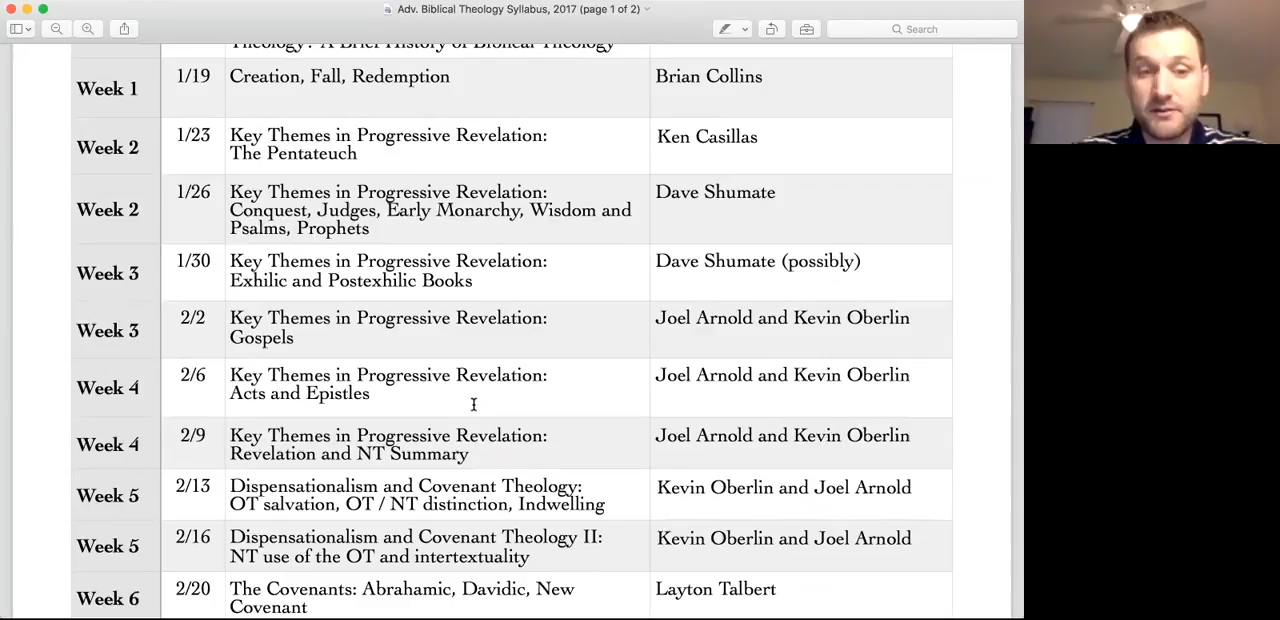 Adv. Biblical Theology Syllabus, 2017 (page 1 of 2)
Search
Theology? A Brief History of Biblical Theology
Week 1 1/19 Creation, Fall, Redemption Brian Collins
Week 2 1/23 Key Themes in Progressive Revelation: Ken Casillas
The Pentateuch
Week 2 1/26 Key Themes in Progressive Revelation: Dave Shumate
Conquest, Judges, Early Monarchy, Wisdom and
Psalms, Prophets
Week 3 1/30 Key Themes in Progressive Revelation: Dave Shumate (possibly)
Exhilic and Postexhilic Books
Week 3 2/2 Key Themes in Progressive Revelation: Joel Arnold and Kevin Oberlin
Gospels
Week 4 2/6 Key Themes in Progressive Revelation: Joel Arnold and Kevin Oberlin
Acts and Epistles
Week 4 2/9 Key Themes in Progressive Revelation: Joel Arnold and Kevin Oberlin
Revelation and NT Summary
Week 5 2/13 Dispensationalism and Covenant Theology: Kevin Oberlin and Joel Arnold
OT salvation, OT / NT distinction, Indwelling
Week 5 2/16 Dispensationalism and Covenant Theology II: Kevin Oberlin and Joel Arnold
NT use of the OT and intertextuality
Week 6 2/20 The Covenants: Abrahamic, Davidic, New Layton Talbert
Covenant